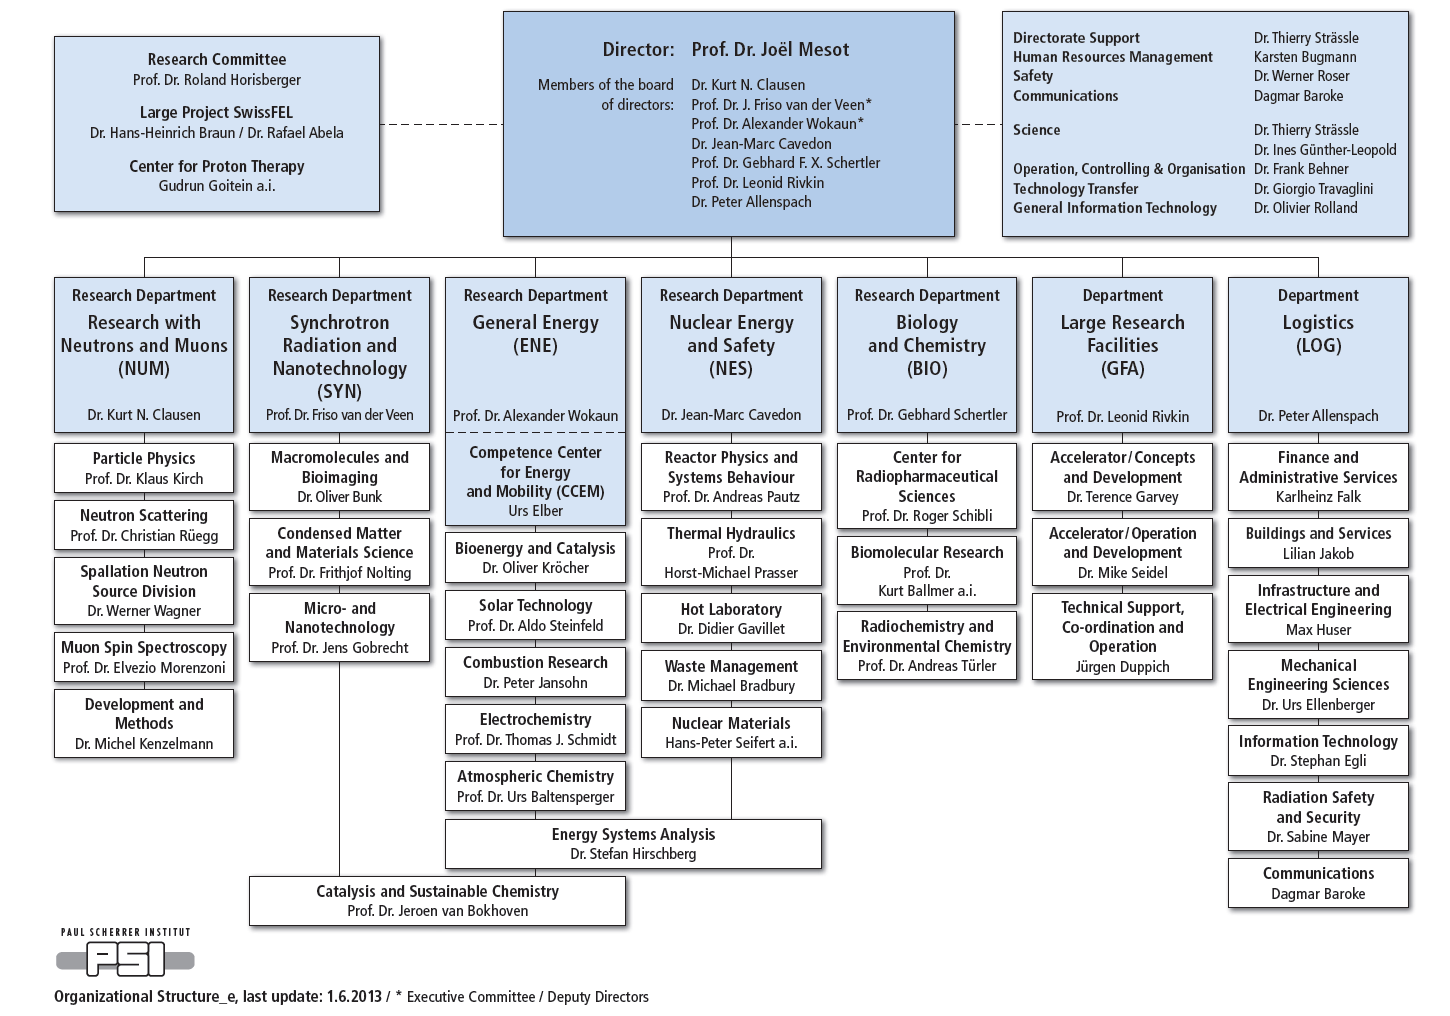 Research Committee
Prof. Dr. Roland Horisberger
Large Project SwissFEL
Dr. Hans-Heinrich Braun / Dr. Rafael Abela
Center for Proton Therapy
Gudrun Goitein a.i.
Director: Prof. Dr. Joël Mesot
Members of the board of directors:
Dr. Kurt N. Clausen
Prof. Dr. J. Friso van der Veen*
Prof. Dr. Alexander Wokaun*
Dr. Jean-Marc Cavedon
Prof. Dr. Gebhard F. X. Schertler
Prof. Dr. Leonid Rivkin
Dr. Peter Allenspach
Directorate Support Dr. Thierry Strässle
Human Resources Management Karsten Bugmann
Safety Dr. Werner Roser
Communications Dagmar Baroke
Science Dr. Thierry Strässle
Dr. Ines Günther-Leopold
Operation, Controlling & Organisation Dr. Frank Behner
Technology Transfer Dr. Giorgio Travaglini
General Information Technology Dr. Olivier Rolland
Research Department
Research with
Neutrons and Muons
(NUM)
Dr. Kurt N. Clausen
Particle Physics
Prof. Dr. Klaus Kirch
Neutron Scattering
Prof. Dr. Christian Rüegg
Spallation Neutron
Source Division
Dr. Werner Wagner
Muon Spin Spectroscopy
Prof. Dr. Elvezio Morenzoni
Development and
Methods
Dr. Michel Kenzelmann
Research Department
Synchrotron
Radiation and
Nanotechnology
(SYN)
Prof. Dr. Friso van der Veen
Macromolecules and
Bioimaging
Dr. Oliver Bunk
Condensed Matter
and Materials Science
Prof. Dr. Frithjof Nolting
Micro- and
Nanotechnology
Prof. Dr. Jens Gobrecht
Research Department
General Energy
(ENE)
Prof. Dr. Alexander Wokaun
Competence Center
for Energy
and Mobility (CCEM)
Urs Elber
Bioenergy and Catalysis
Dr. Oliver Kröcher
Solar Technology
Prof. Dr. Aldo Steinfeld
Combustion Research
Dr. Peter Jansohn
Electrochemistry
Prof. Dr. Thomas J. Schmidt
Atmospheric Chemistry
Prof. Dr. Urs Baltensperger
Research Department
Nuclear Energy
and Safety
(NES)
Dr. Jean-Marc Cavedon
Reactor Physics and
Systems Behaviour
Prof. Dr. Andreas Pautz
Thermal Hydraulics
Prof. Dr.
Horst-Michael Prasser
Hot Laboratory
Dr. Didier Gavillet
Waste Management
Dr. Michael Bradbury
Nuclear Materials
Hans-Peter Seifert a.i.
Energy Systems Analysis
Dr. Stefan Hirschberg
Catalysis and Sustainable Chemistry
Prof. Dr. Jeroen van Bokhoven
Research Department
Biology
and Chemistry
(BIO)
Prof. Dr. Gebhard Schertler
Center for
Radiopharmaceutical
Sciences
Prof. Dr. Roger Schibli
Biomolecular Research
Prof. Dr.
Kurt Ballmer a.i.
Radiochemistry and
Environmental Chemistry
Prof. Dr. Andreas Türler
Department
Large Research
Facilities
(GFA)
Prof. Dr. Leonid Rivkin
Accelerator/Concepts
and Development
Dr. Terence Garvey
Accelerator/Operation
and Development
Dr. Mike Seidel
Technical Support,
Co-ordination and
Operation
Jürgen Duppich
Department
Logistics
(LOG)
Dr. Peter Allenspach
Finance and
Administrative Services
Karlheinz Falk
Buildings and Services
Lilian Jakob
Infrastructure and
Electrical Engineering
Max Huser
Mechanical
Engineering Sciences
Dr. Urs Ellenberger
Information Technology
Dr. Stephan Egli
Radiation Safety
and Security
Dr. Sabine Mayer
Communications
Dagmar Baroke
PAUL SCHERRER INSTITUT
PSI
Organizational Structure_e, last update: 1.6.2013 / * Executive Committee / Deputy Directors